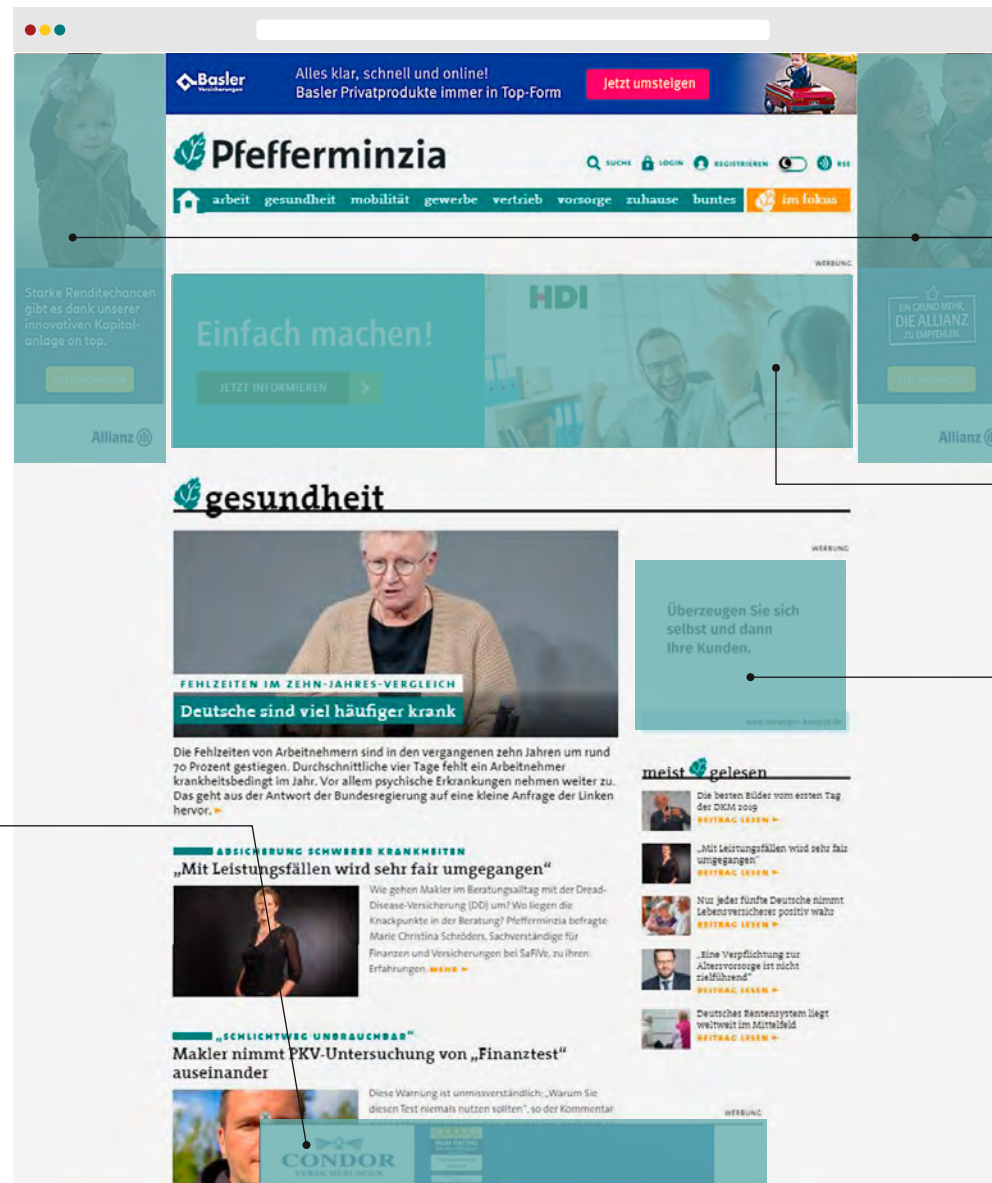 Basler
Versicherungen
Alles klar, schnell und online!
Basler Privatprodukte immer in Top-Form
Jetzt umsteigen
Pfefferminzia
SUCHE LOGIN REGISTRIEREN RSS
arbeit gesundheit mobilität gewerbe vertrieb vorsorge zuhause buntes im fokus
WERBUNG
Starke Renditechancen
gibt es dank unserer
innovativen Kapital-
anlage on top.
JETZT INFORMIEREN
Allianz
HDI
Einfach machen!
JETZT INFORMIEREN
EIN GRUND MEHR,
DIE ALLIANZ
ZU EMPFEHLEN.
JETZT INFORMIEREN
Allianz
gesundheit
FEHLZEITEN IM ZEHN-JAHRES-VERGLEICH
Deutsche sind viel häufiger krank
Die Fehlzeiten von Arbeitnehmern sind in den vergangenen zehn Jahren um rund
70 Prozent gestiegen. Durchschnittliche vier Tage fehlt ein Arbeitnehmer
krankheitsbedingt im Jahr. Vor allem psychische Erkrankungen nehmen weiter zu.
Das geht aus der Antwort der Bundesregierung auf eine kleine Anfrage der Linken
hervor.
ABSICHERUNG SCHWERER KRANKHEITEN
„Mit Leistungsfällen wird sehr fair umgegangen“
Wie gehen Makler im Beratungsalltag mit der Dread-
Disease-Versicherung (DD) um? Wo liegen die
Knackpunkte in der Beratung? Pfefferminzia befragte
Marie Christina Schröders, Sachverständige für
Finanzen und Versicherungen bei SaFiVe, zu ihren
Erfahrungen. MEHR
„SCHLICHTWEG UNBRAUCHBAR“
Makler nimmt PKV-Untersuchung von „Finanztest“
auseinander
Diese Warnung ist unmissverständlich: „Warum Sie
diesen Test niemals nutzen sollten“, so der Kommentar
WERBUNG
Überzeugen Sie sich
selbst und dann
Ihre Kunden.
www.norwegen-konzept.de
meist gelesen
Die besten Bilder vom ersten Tag
der DKM 2019
BEITRAG LESEN
„Mit Leistungsfällen wird sehr fair
umgegangen“
BEITRAG LESEN
Nur jeder fünfte Deutsche nimmt
Lebensversicherer positiv wahr
BEITRAG LESEN
„Eine Verpflichtung zur
Altersvorsorge ist nicht
zielführend“
BEITRAG LESEN
Deutsches Rentensystem liegt
weltweit im Mittelfeld
BEITRAG LESEN
WERBUNG
CONDOR
VERSICHERUNGEN